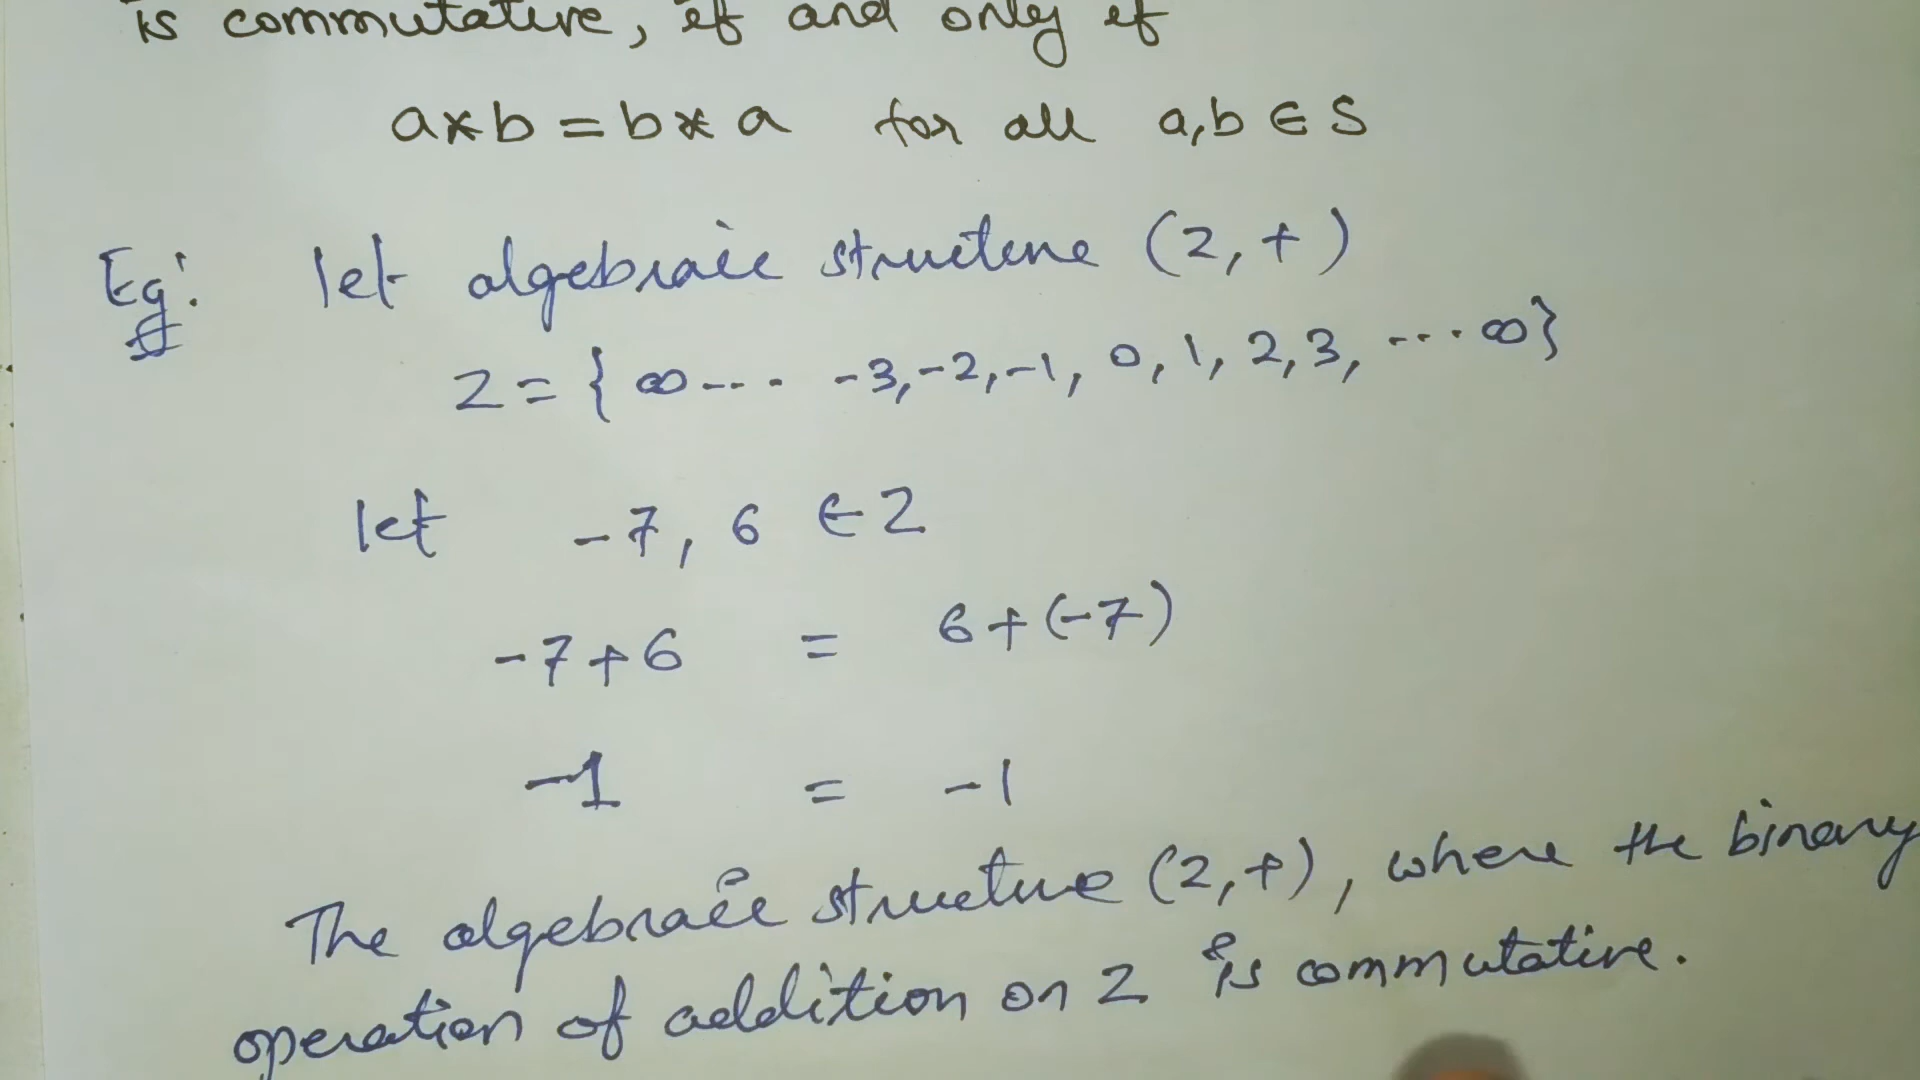 is commutative, if and only if
a*b = b*a for all a,b ∈ S
Eg: let algebraic structure (Z, +)
Z = { ∞ --- -3,-2,-1, 0, 1, 2,3, ...∞}
let -7, 6 ∈ Z
-7+6 = 6+(-7)
-1 = -1
The algebraic structure (Z,+), where the binary
operation of addition on Z is commutative.